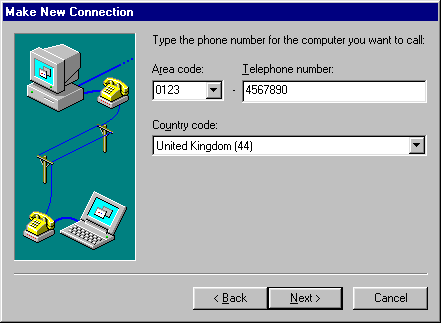 Make New Connection
Type the phone number for the computer you want to call:
Area code: Telephone number:
0123 - 4567890
Country code:
United Kingdom (44)
< Back Next > Cancel